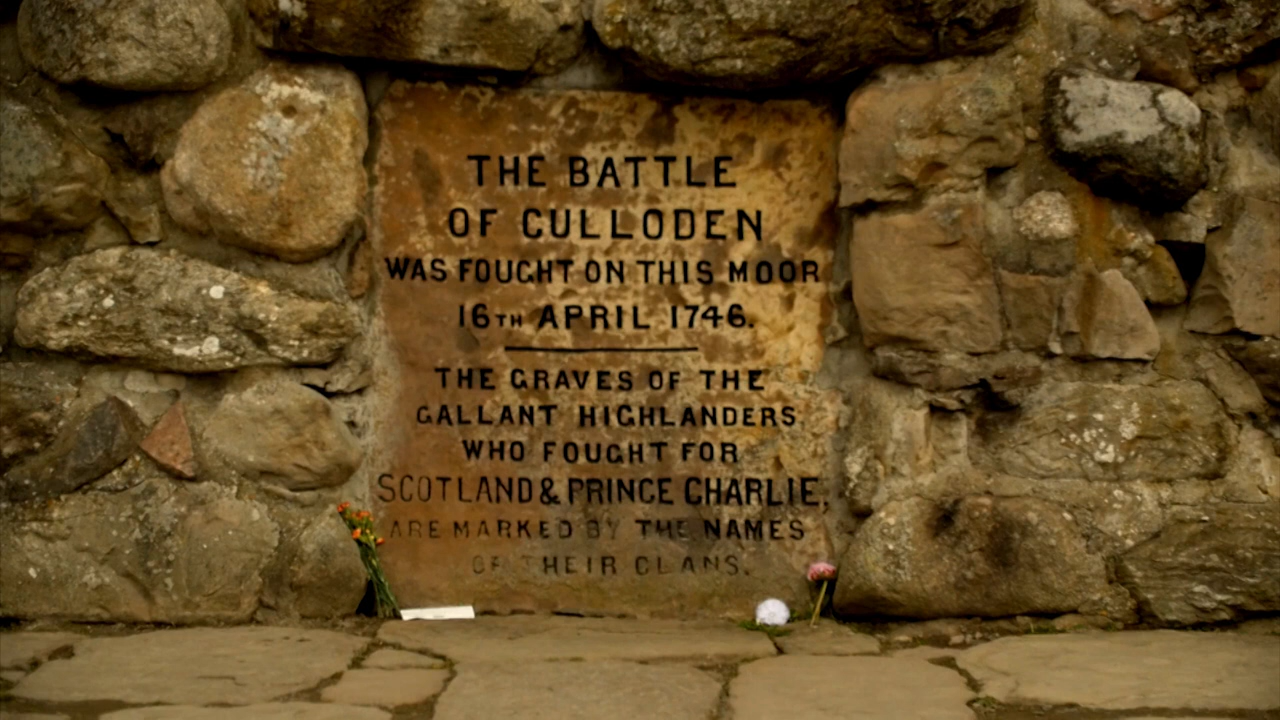 THE BATTLE
OF CULLODEN
WAS FOUGHT ON THIS MOOR
16TH APRIL 1746.
THE GRAVES OF THE
GALLANT HIGHLANDERS
WHO FOUGHT FOR
SCOTLAND & PRINCE CHARLIE,
ARE MARKED BY THE NAMES
OF THEIR CLANS.